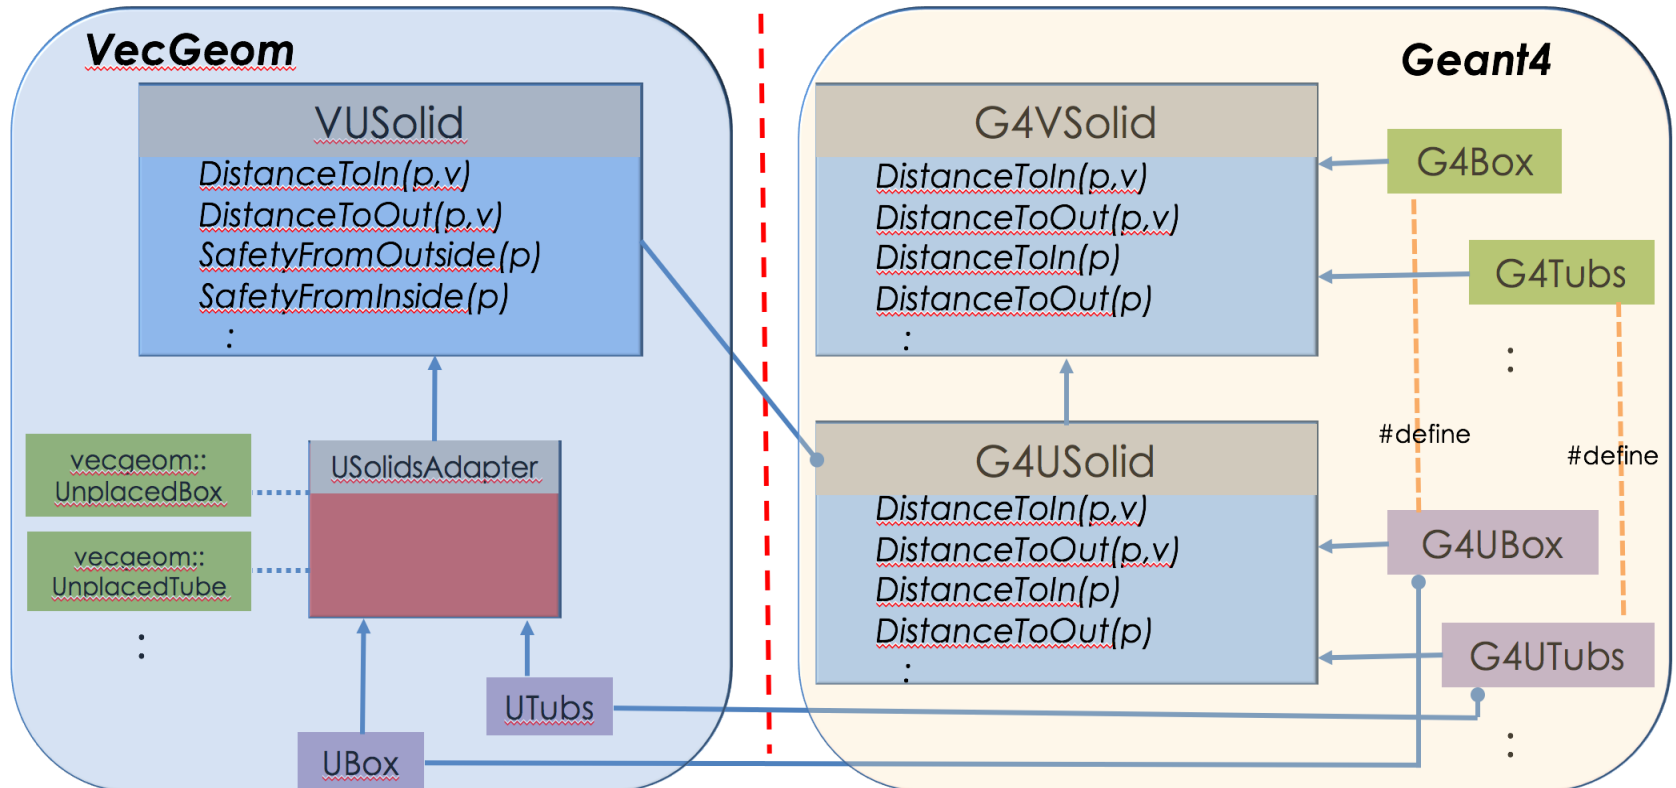 VecGeom
VUSolid
DistanceToIn(p,v)
DistanceToOut(p,v)
SafetyFromOutside(p)
SafetyFromInside(p)
:
USolidsAdapter
vecgeom::
UnplacedBox
vecgeom::
UnplacedTube
:
UTubs
UBox
Geant4
G4VSolid
DistanceToIn(p,v)
DistanceToOut(p,v)
DistanceToIn(p)
DistanceToOut(p)
:
G4Box
G4Tubs
:
#define
#define
G4USolid
DistanceToIn(p,v)
DistanceToOut(p,v)
DistanceToIn(p)
DistanceToOut(p)
:
G4UBox
G4UTubs
: